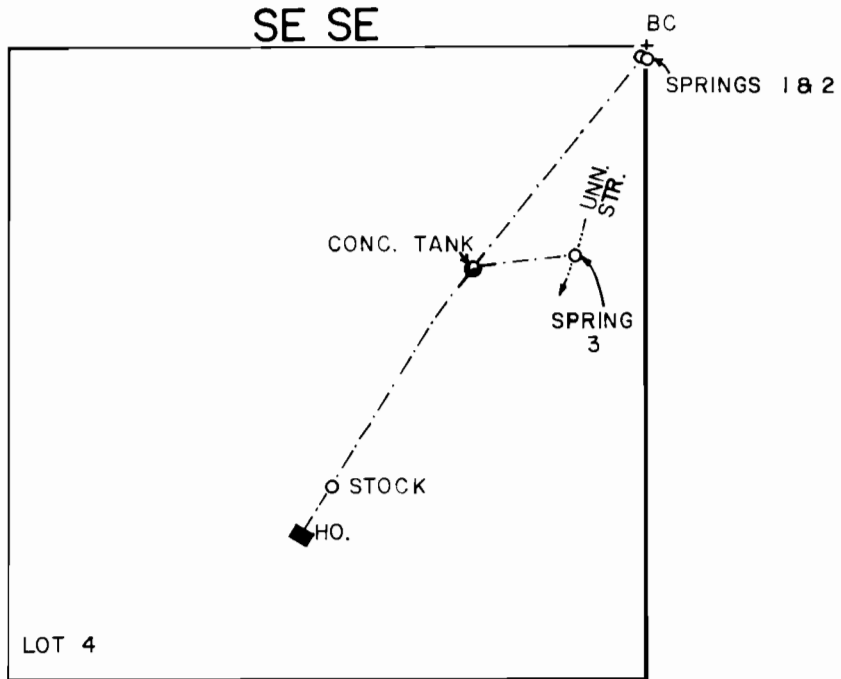 SE SE
BC
SPRINGS 1 & 2
UNN.
STR.
CONC. TANK
SPRING
3
STOCK
HO.
LOT 4